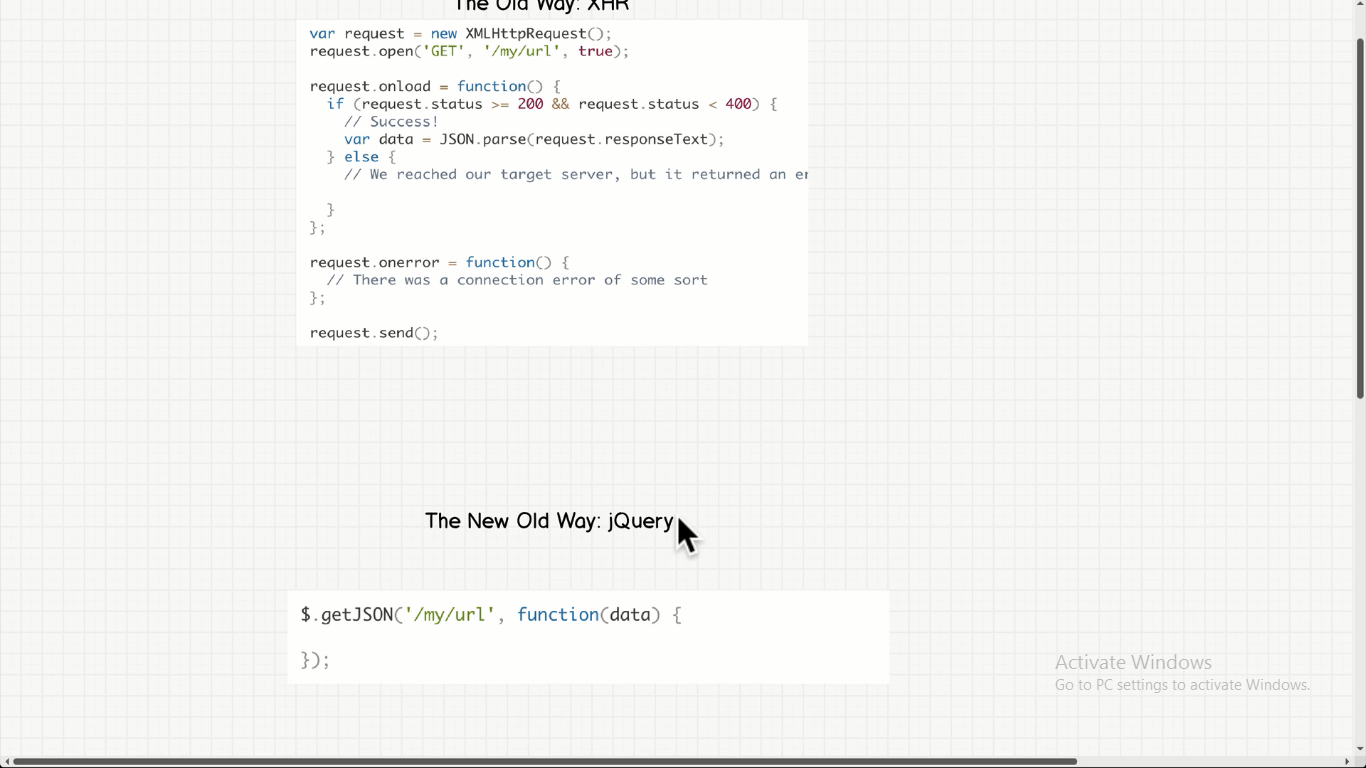 The Old Way: XHR
var request = new XMLHttpRequest();
request.open('GET', '/my/url', true);
request.onload = function() {
if (request.status >= 200 && request.status < 400) {
// Success!
var data = JSON.parse(request.responseText);
} else {
// We reached our target server, but it returned an er
}
};
request.onerror = function() {
// There was a connection error of some sort
};
request.send();
The New Old Way: jQuery
$.getJSON('/my/url', function(data) {
});
Activate Windows
Go to PC settings to activate Windows.